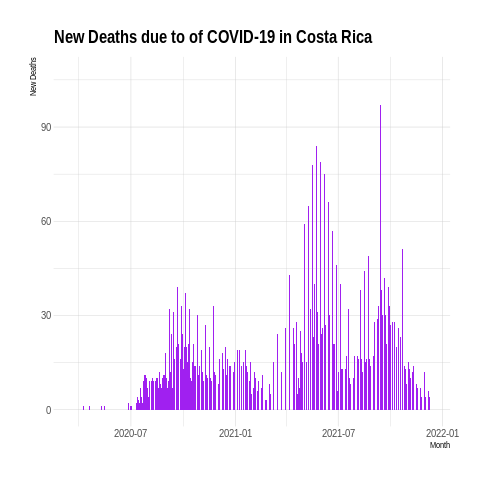 New Deaths due to of COVID-19 in Costa Rica
New Deaths
90
60
30
0
2020-07
2021-01
2021-07
2022-01
Month